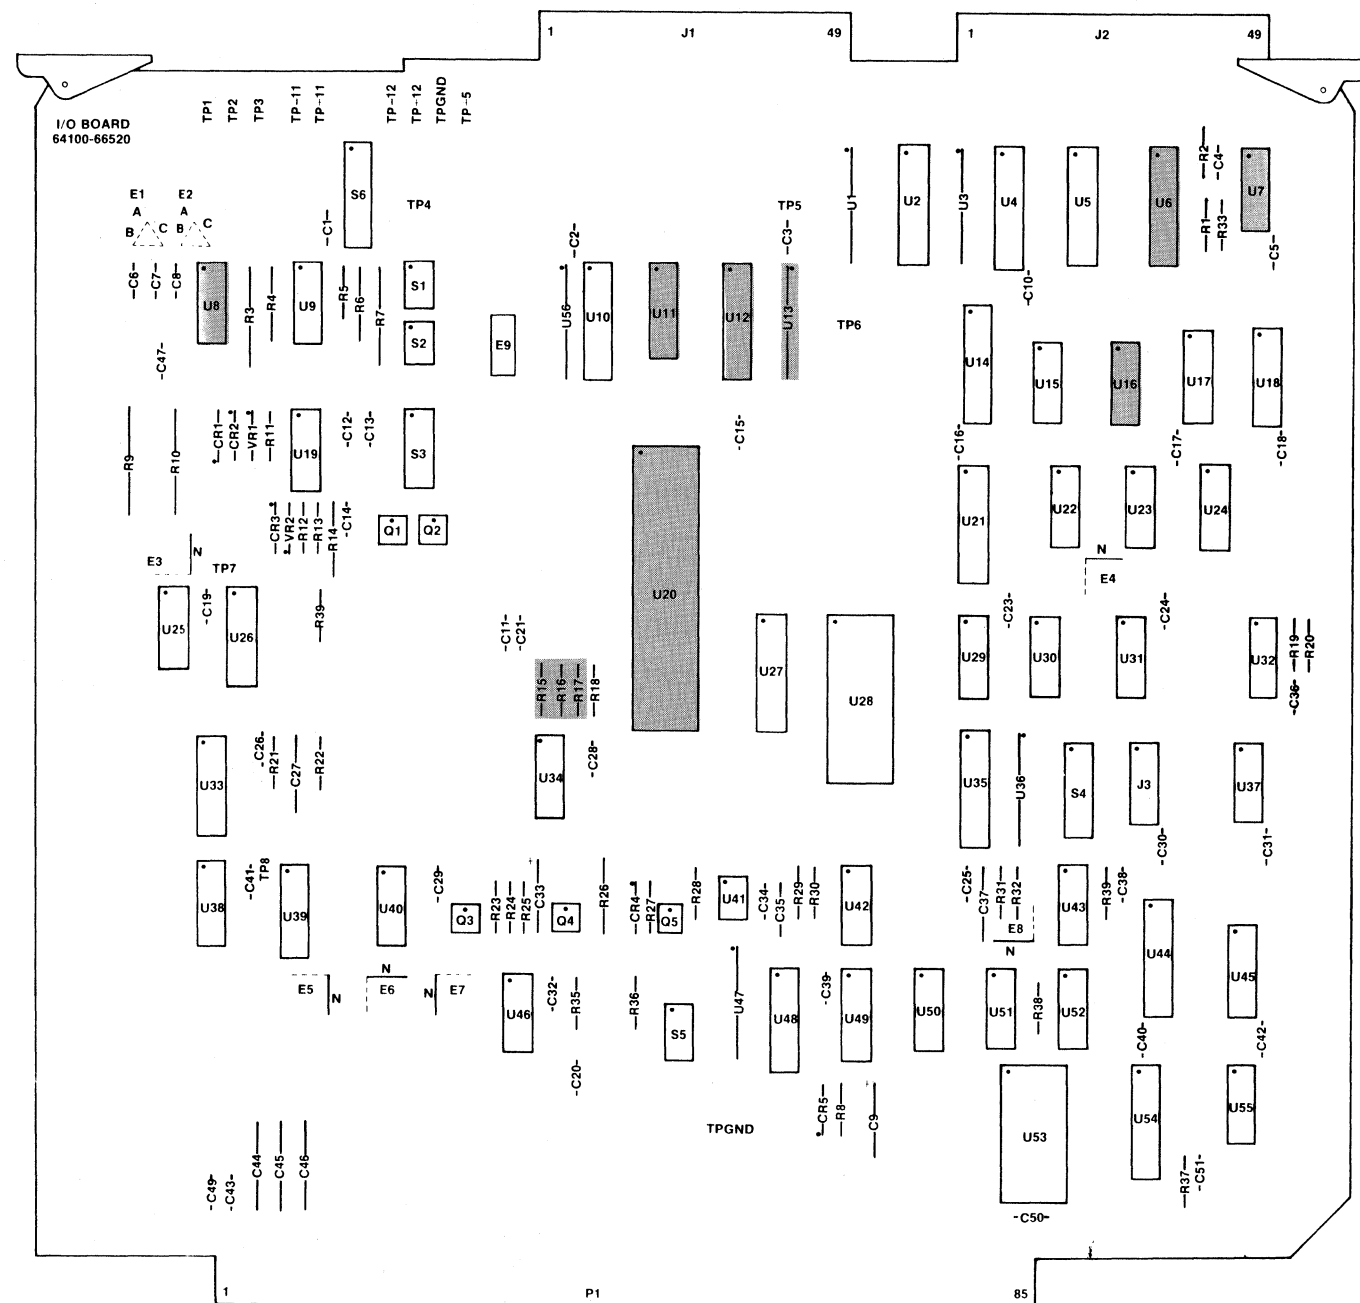 1 J1 49 1 J2 49
I/O BOARD
64100-66520
TP1 TP2 TP3 TP-11 TP+11 TP-12 TP+12 TPGND TP+5
E1 E2
A A
B C B C
-C1- S6 TP4
-C2- TP5 -C3-
U1 U2 U3 U4 U5 U6 R2 -C4- U7
R1 R33 -C5-
-C6- -C7- -C8- U8 R3 R4 U9 R5 R6 R7 S1
S2 E9 U56 U10 U11 U12 U13 TP6
-C10-
-C47-
U14 U15 U16 U17 U18
R9 R10 CR1 CR2 VR1 R11 U19 -C12- -C13- S3
-C15- -C16- -C17- -C18-
CR3 VR2 R12 R13 R14 -C14- Q1 Q2
U21 U22 U23 U24
E3 N TP7
N
E4
U25 -C19- U26 R39
U20
-C11- -C21-
-C23- -C24-
U27 U28 U29 U30 U31 U32 R19 R20
R15 R16 R17 R18
-C36-
U33 -C26- R21 C27 R22
U34 -C28-
U35 U36 S4 J3 U37
-C30- -C31-
U38 -C41- TP8 U39 U40 -C29- Q3 R23 R24 R25 + C33 Q4 R26 CR4 R27 Q5 R28 U41 -C34- C35 R29 R30 U42
-C25- C37 R31 R32 E8 N U43 R39 -C38- U44 U45
E5 N N E6 N E7
U46 -C32- R35 R36 S5 U47 U48 -C39- U49 U50 U51 R38 U52
-C40- -C42-
-C20-
TPGND CR5 R8 + C9
U53 U54 U55
-C49- -C43- C44 C45 C46
R37 -C51-
-C50-
1 P1 85